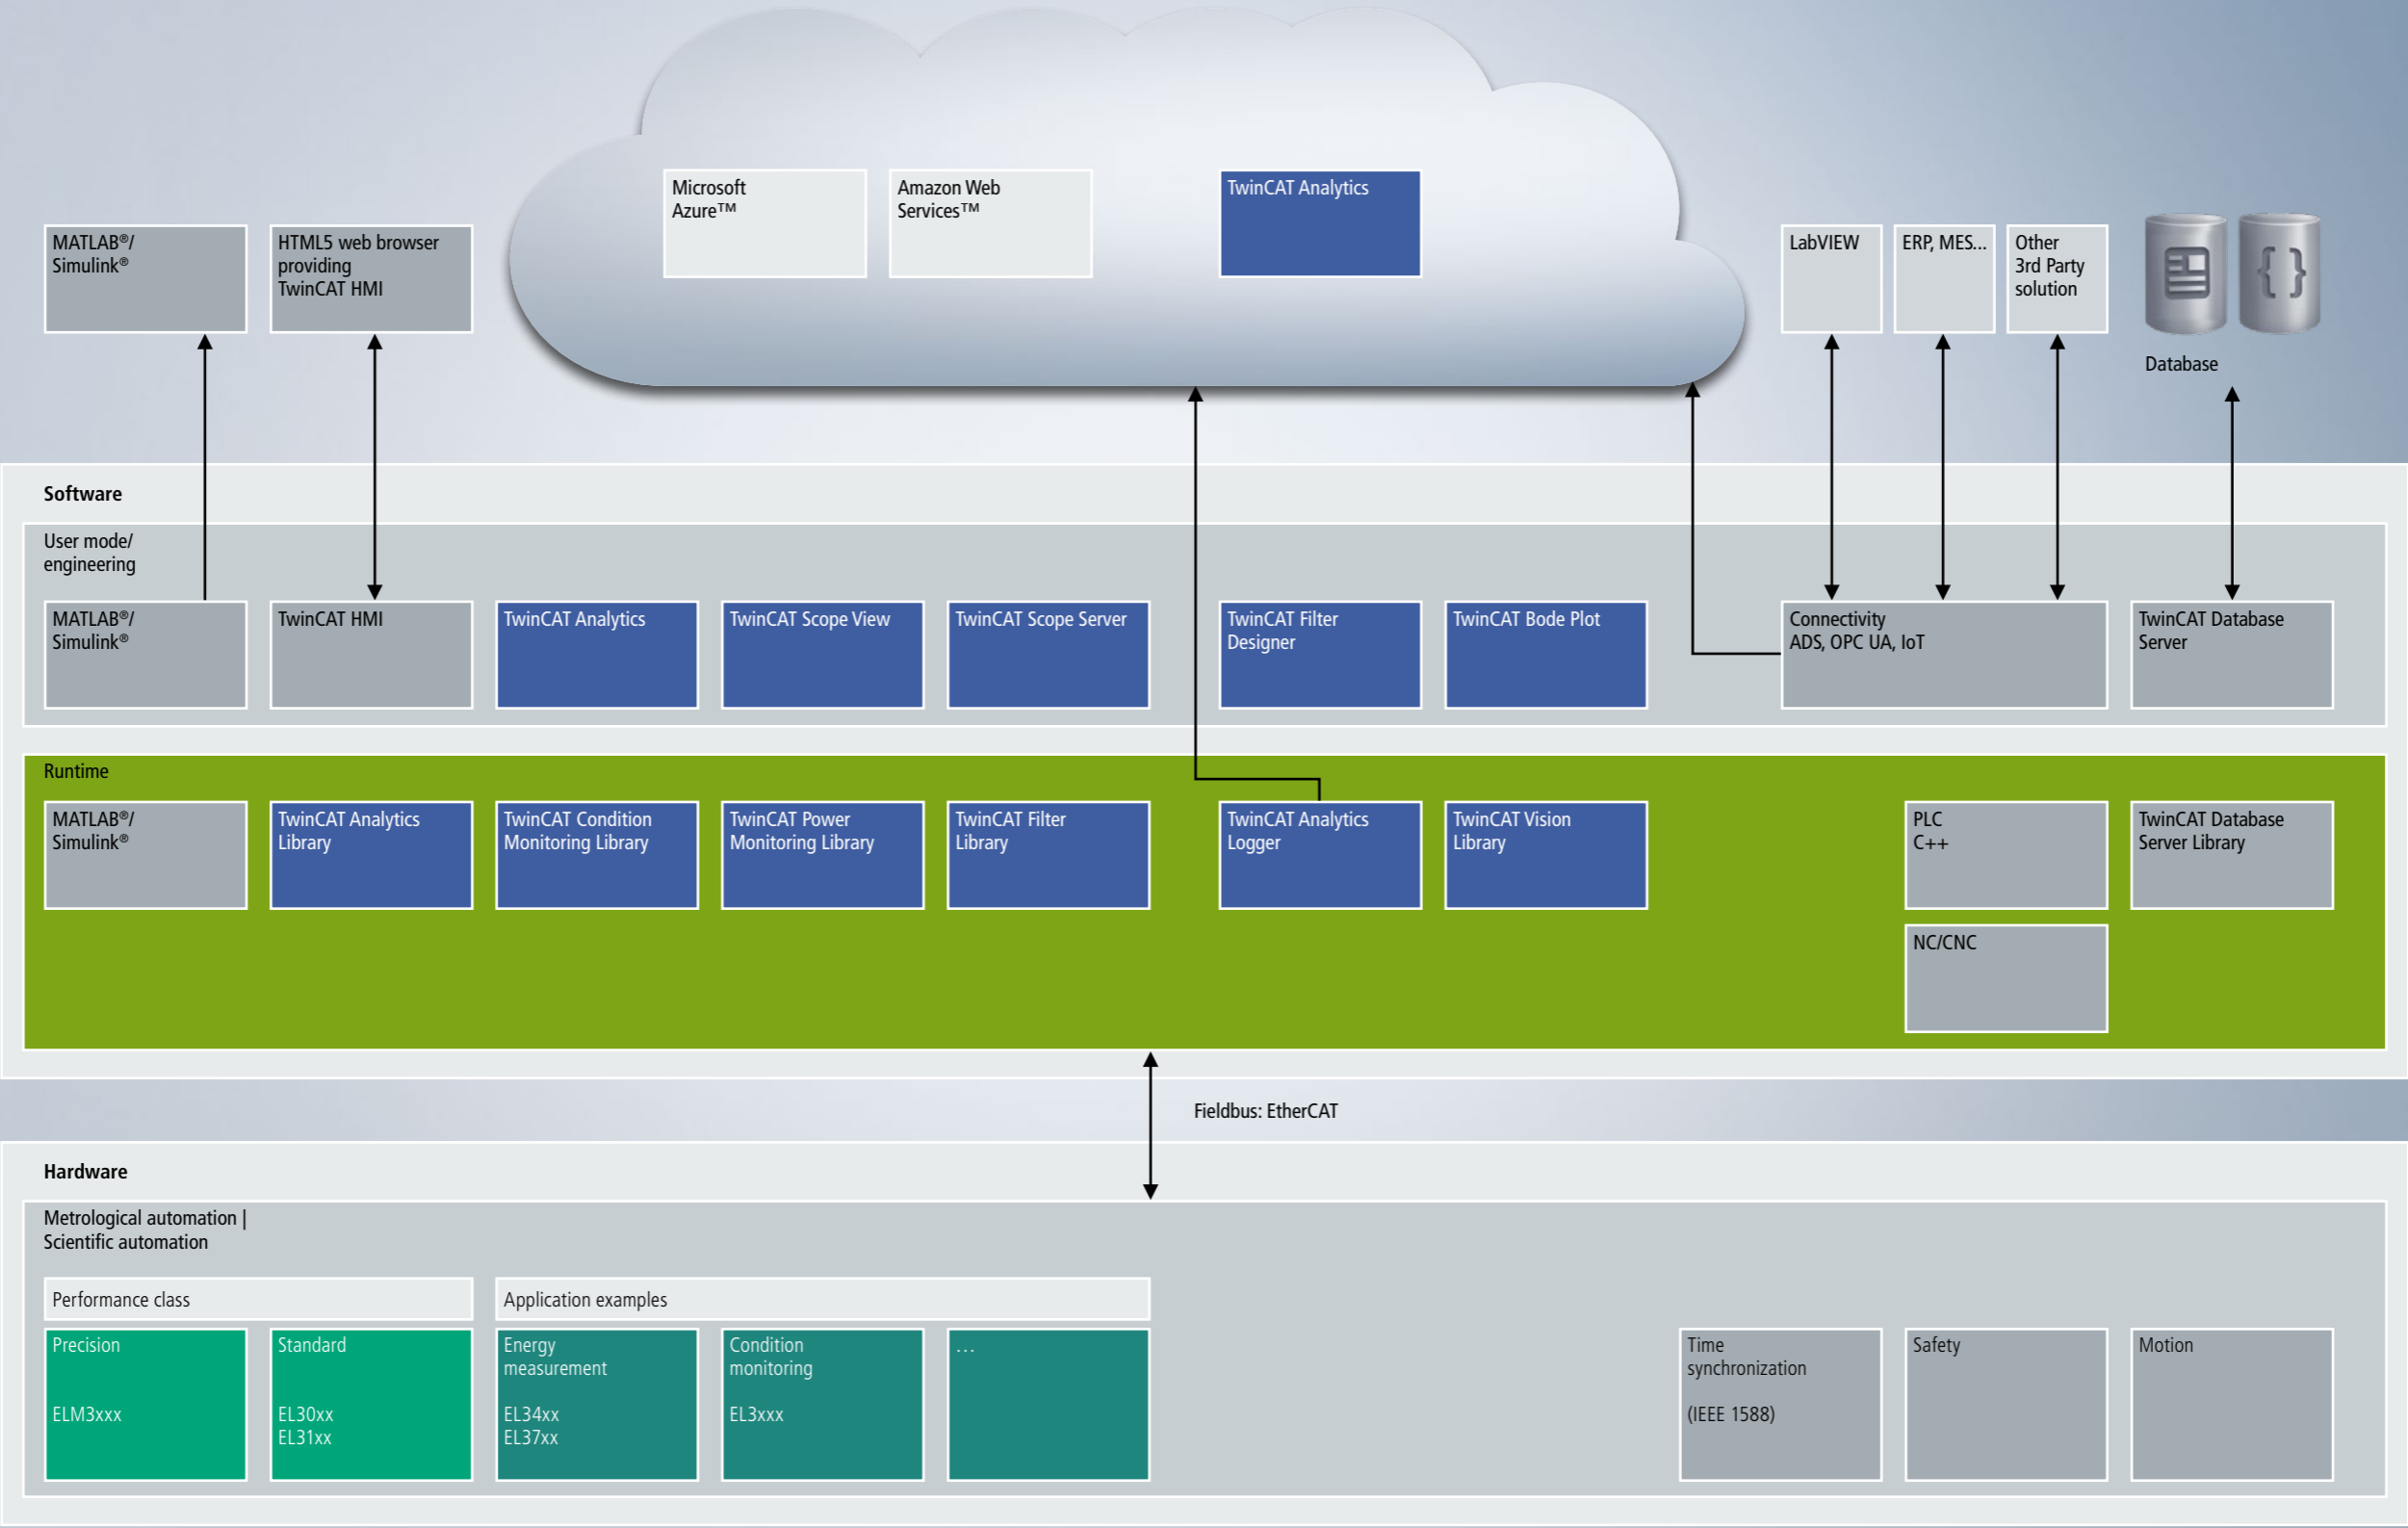 Microsoft
Azure™
Amazon Web
Services™
TwinCAT Analytics
MATLAB®/
Simulink®
HTML5 web browser
providing
TwinCAT HMI
LabVIEW
ERP, MES...
Other
3rd Party
solution
{ }
Database
Software
User mode/
engineering
MATLAB®/
Simulink®
TwinCAT HMI
TwinCAT Analytics
TwinCAT Scope View
TwinCAT Scope Server
TwinCAT Filter
Designer
TwinCAT Bode Plot
Connectivity
ADS, OPC UA, IoT
TwinCAT Database
Server
Runtime
MATLAB®/
Simulink®
TwinCAT Analytics
Library
TwinCAT Condition
Monitoring Library
TwinCAT Power
Monitoring Library
TwinCAT Filter
Library
TwinCAT Analytics
Logger
TwinCAT Vision
Library
PLC
C++
TwinCAT Database
Server Library
NC/CNC
Fieldbus: EtherCAT
Hardware
Metrological automation |
Scientific automation
Performance class
Application examples
Precision
ELM3xxx
Standard
EL30xx
EL31xx
Energy
measurement
EL34xx
EL37xx
Condition
monitoring
EL3xxx
…
Time
synchronization
(IEEE 1588)
Safety
Motion